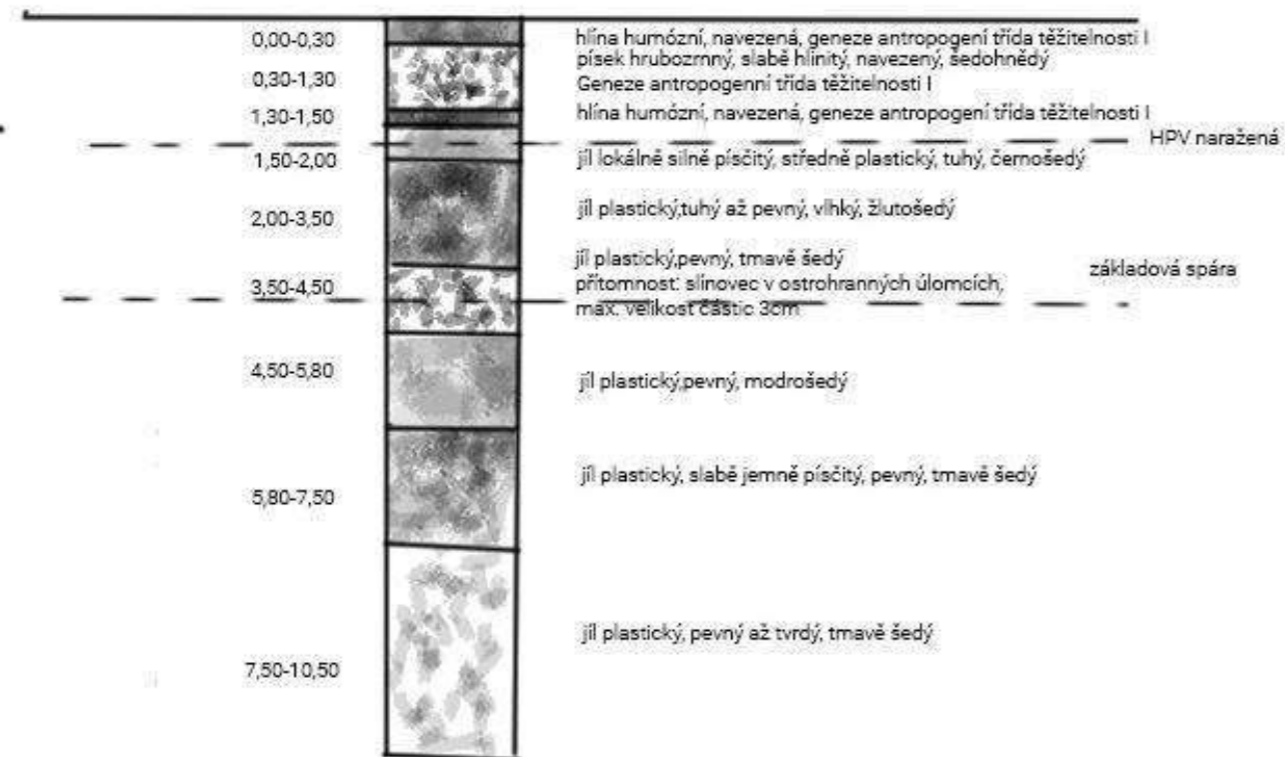 0,00-0,30
hlína humózní, navezená, geneze antropogení třída těžitelnosti I
písek hrubozrnný, slabě hlinitý, navezený, šedohnědý
0,30-1,30
Geneze antropogenní třída těžitelnosti I
1,30-1,50
hlína humózní, navezená, geneze antropogení třída těžitelnosti I
HPV naražená
1,50-2,00
jíl lokálně silně písčitý, středně plastický, tuhý, černošedý
2,00-3,50
jíl plastický,tuhý až pevný, vlhký, žlutošedý
jíl plastický,pevný, tmavě šedý
základová spára
3,50-4,50
přítomnost: slínovec v ostrohranných úlomcích,
max. velikost částic 3cm
4,50-5,80
jíl plastický,pevný, modrošedý
5,80-7,50
jíl plastický, slabě jemně písčitý, pevný, tmavě šedý
7,50-10,50
jíl plastický, pevný až tvrdý, tmavě šedý